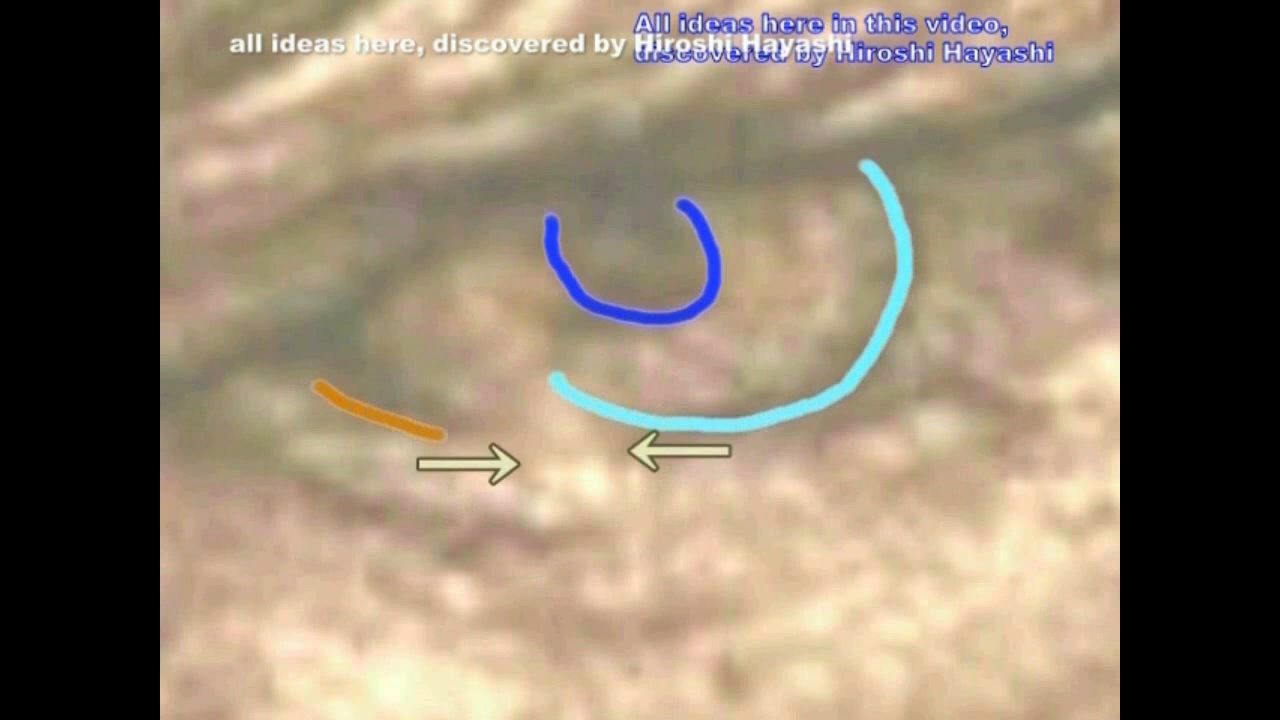 All ideas here in this video,
all ideas here, discovered by Hiroshi Hayashi
discovered by Hiroshi Hayashi